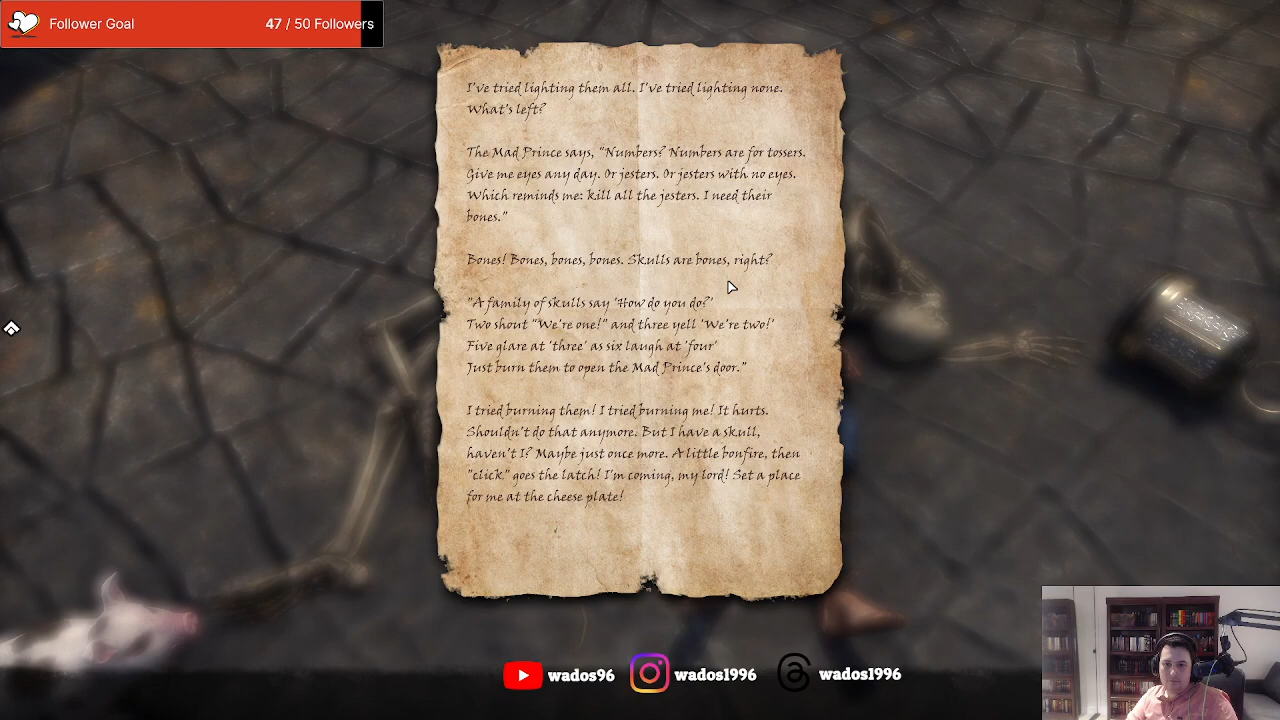 Follower Goal
47 / 50 Followers
I've tried lighting them all. I've tried lighting none.
What's left?
The Mad Prince says, "Numbers? Numbers are for tossers.
Give me eyes any day. Or jesters. Or jesters with no eyes.
Which reminds me: kill all the jesters. I need their
bones."
Bones! Bones, bones, bones. Skulls are bones, right?
"A family of skulls say 'How do you do?'
Two shout "We're one!" and three yell 'We're two!'
Five glare at 'three' as six laugh at 'four'
Just burn them to open the Mad Prince's door."
I tried burning them! I tried burning me! It hurts.
Shouldn't do that anymore. But I have a skull,
haven't I? Maybe just once more. A little bonfire, then
"click" goes the latch! I'm coming, my lord! Set a place
for me at the cheese plate!
wados96
wados1996
wados1996